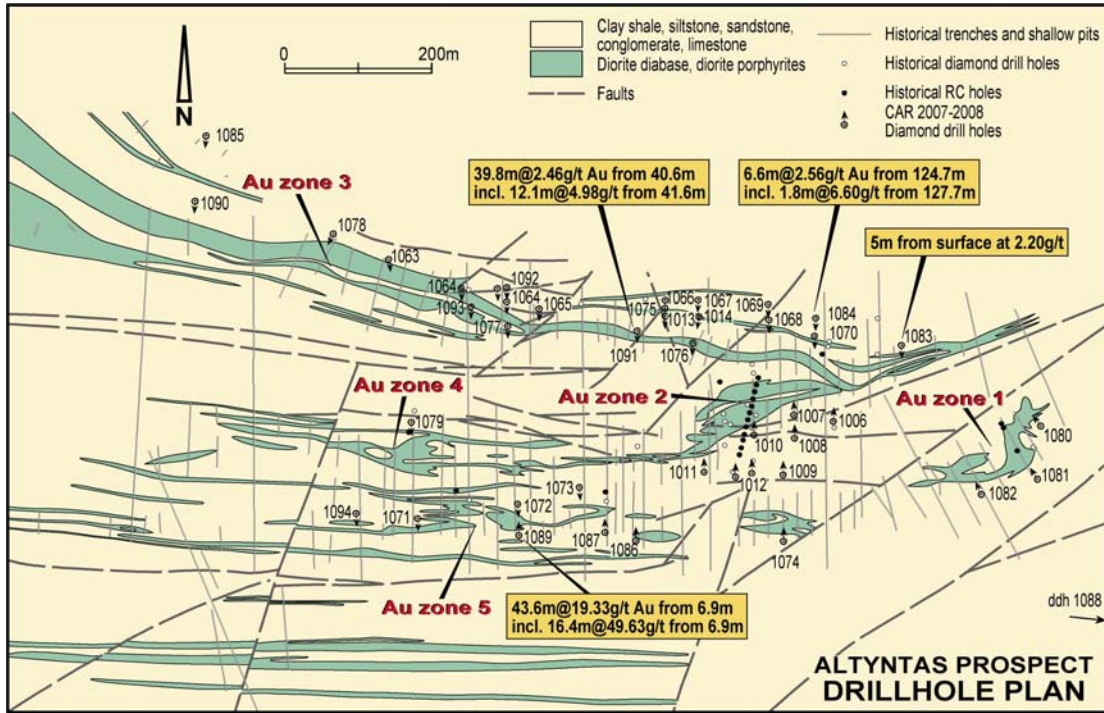 Clay shale, siltstone, sandstone,
conglomerate, limestone
Diorite diabase, diorite porphyrites
Faults
Historical trenches and shallow pits
Historical diamond drill holes
Historical RC holes
CAR 2007-2008
Diamond drill holes
0
200m
N
1085
Au zone 3
39.8m@2.46g/t Au from 40.6m
incl. 12.1m@4.98g/t from 41.6m
6.6m@2.56g/t Au from 124.7m
incl. 1.8m@6.60g/t from 127.7m
5m from surface at 2.20g/t
1090
1078
1063
1064
1092
1064
1065
1093
1077
1075
1066
1067
1069
1013
1014
1068
1084
1070
1083
1091
1076
Au zone 4
Au zone 2
Au zone 1
1079
1007
1006
1010
1008
1080
1011
1012
1009
1081
1082
1073
1072
1094
1071
1089
1087
1086
1074
Au zone 5
43.6m@19.33g/t Au from 6.9m
incl. 16.4m@49.63g/t from 6.9m
ddh 1088
ALTYNTAS PROSPECT
DRILLHOLE PLAN